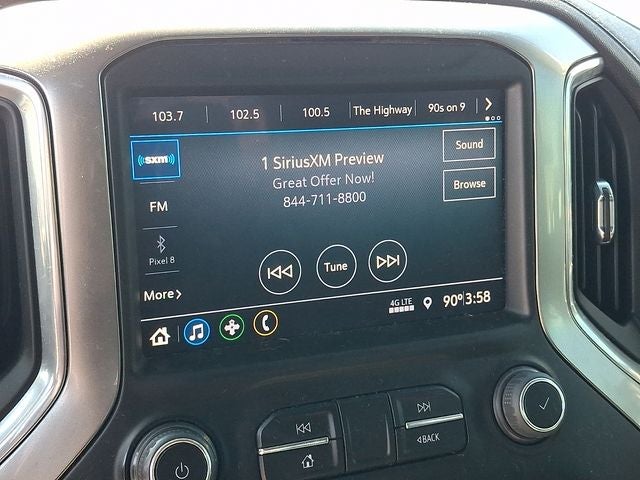 103.7 102.5 100.5 The Highway 90s on 9
((sxm))
1 SiriusXM Preview
Great Offer Now!
844-711-8800
Sound
Browse
FM
Pixel 8
Tune
More
4G LTE 90° 3:58
BACK